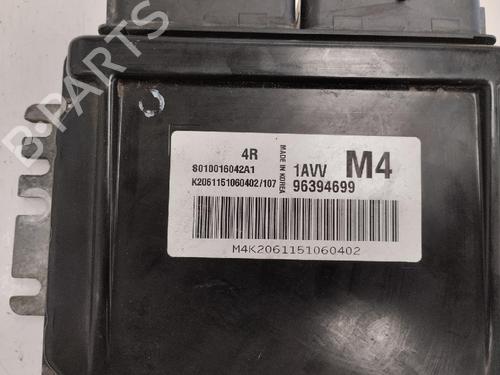 B-PARTS
4R
S010016042A1
K2061151060402/107
MADE IN KOREA
1AVV M4
96394699
M4K2061151060402